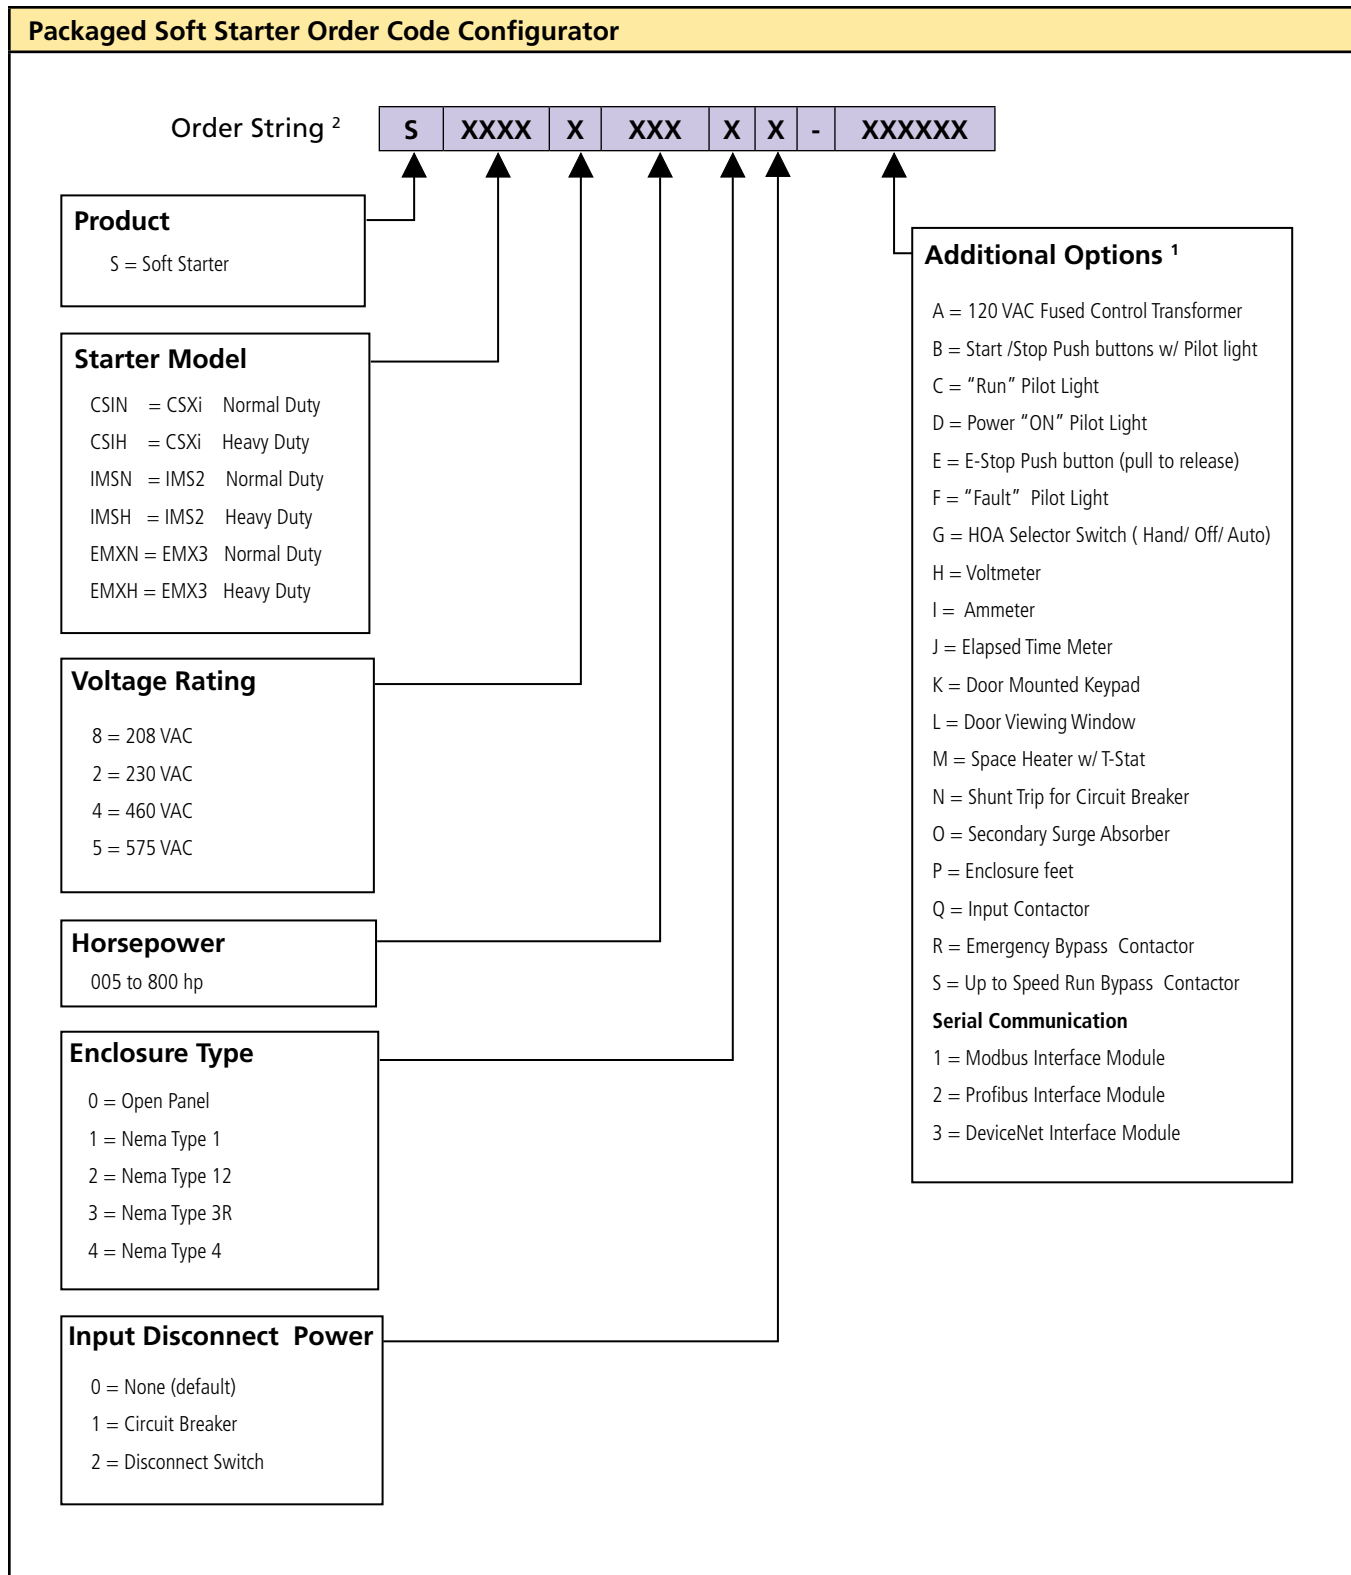 Packaged Soft Starter Order Code Configurator
Order String 2
S XXXX X XXX X X - XXXXXX
Product
S = Soft Starter
Starter Model
CSIN = CSXi Normal Duty
CSIH = CSXi Heavy Duty
IMSN = IMS2 Normal Duty
IMSH = IMS2 Heavy Duty
EMXN = EMX3 Normal Duty
EMXH = EMX3 Heavy Duty
Voltage Rating
8 = 208 VAC
2 = 230 VAC
4 = 460 VAC
5 = 575 VAC
Horsepower
005 to 800 hp
Enclosure Type
0 = Open Panel
1 = Nema Type 1
2 = Nema Type 12
3 = Nema Type 3R
4 = Nema Type 4
Input Disconnect Power
0 = None (default)
1 = Circuit Breaker
2 = Disconnect Switch
Additional Options 1
A = 120 VAC Fused Control Transformer
B = Start /Stop Push buttons w/ Pilot light
C = "Run" Pilot Light
D = Power "ON" Pilot Light
E = E-Stop Push button (pull to release)
F = "Fault" Pilot Light
G = HOA Selector Switch ( Hand/ Off/ Auto)
H = Voltmeter
I = Ammeter
J = Elapsed Time Meter
K = Door Mounted Keypad
L = Door Viewing Window
M = Space Heater w/ T-Stat
N = Shunt Trip for Circuit Breaker
O = Secondary Surge Absorber
P = Enclosure feet
Q = Input Contactor
R = Emergency Bypass Contactor
S = Up to Speed Run Bypass Contactor
Serial Communication
1 = Modbus Interface Module
2 = Profibus Interface Module
3 = DeviceNet Interface Module